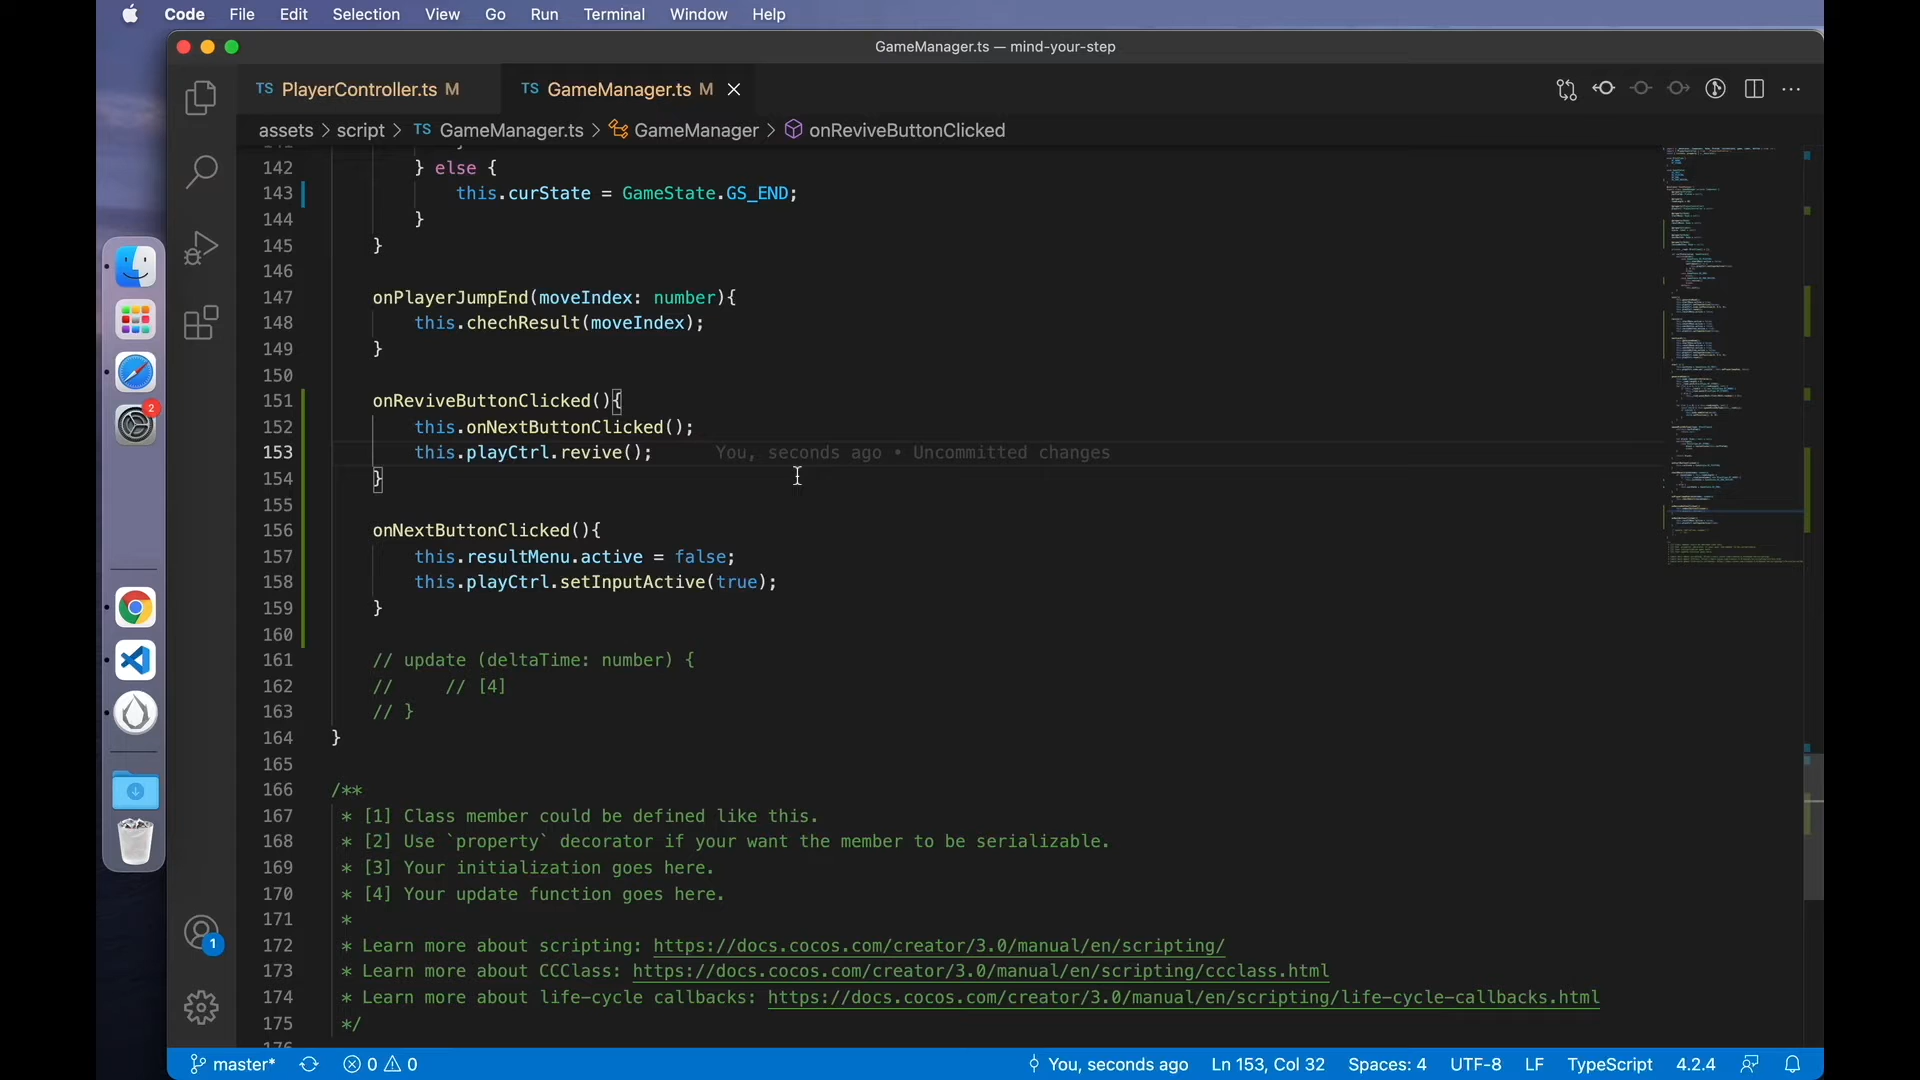 Code File Edit Selection View Go Run Terminal Window Help
GameManager.ts — mind-your-step
TS PlayerController.ts M TS GameManager.ts M
assets > script > TS GameManager.ts > GameManager > onReviveButtonClicked
142 } else {
143 this.curState = GameState.GS_END;
144 }
145 }
146
147 onPlayerJumpEnd(moveIndex: number){
148 this.chechResult(moveIndex);
149 }
150
151 onReviveButtonClicked(){
152 this.onNextButtonClicked();
153 this.playCtrl.revive(); You, seconds ago • Uncommitted changes
154 }
155
156 onNextButtonClicked(){
157 this.resultMenu.active = false;
158 this.playCtrl.setInputActive(true);
159 }
160
161 // update (deltaTime: number) {
162 // // [4]
163 // }
164 }
165
166 /**
167 * [1] Class member could be defined like this.
168 * [2] Use `property` decorator if your want the member to be serializable.
169 * [3] Your initialization goes here.
170 * [4] Your update function goes here.
171 *
172 * Learn more about scripting: https://docs.cocos.com/creator/3.0/manual/en/scripting/
173 * Learn more about CCClass: https://docs.cocos.com/creator/3.0/manual/en/scripting/ccclass.html
174 * Learn more about life-cycle callbacks: https://docs.cocos.com/creator/3.0/manual/en/scripting/life-cycle-callbacks.html
175 */
2
1
master* 0 0 You, seconds ago Ln 153, Col 32 Spaces: 4 UTF-8 LF TypeScript 4.2.4